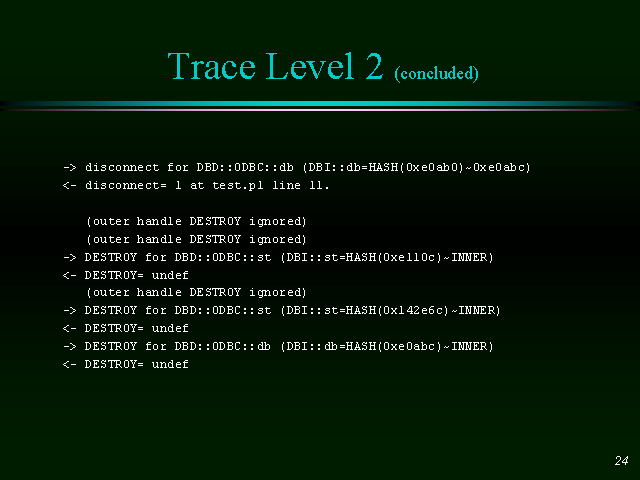 Trace Level 2 (concluded)
-> disconnect for DBD::ODBC::db (DBI::db=HASH(0xe0ab0)~0xe0abc)
<- disconnect= 1 at test.pl line 11.
(outer handle DESTROY ignored)
(outer handle DESTROY ignored)
-> DESTROY for DBD::ODBC::st (DBI::st=HASH(0xe110c)~INNER)
<- DESTROY= undef
(outer handle DESTROY ignored)
-> DESTROY for DBD::ODBC::st (DBI::st=HASH(0x142e6c)~INNER)
<- DESTROY= undef
-> DESTROY for DBD::ODBC::db (DBI::db=HASH(0xe0abc)~INNER)
<- DESTROY= undef
24